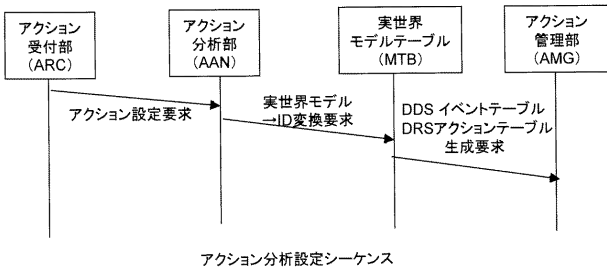 アクション
受付部
(ARC)
アクション
分析部
(AAN)
実世界
モデルテーブル
(MTB)
アクション
管理部
(AMG)
アクション設定要求
実世界モデル
→ID変換要求
DDS イベントテーブル
DRSアクションテーブル
生成要求
アクション分析設定シーケンス